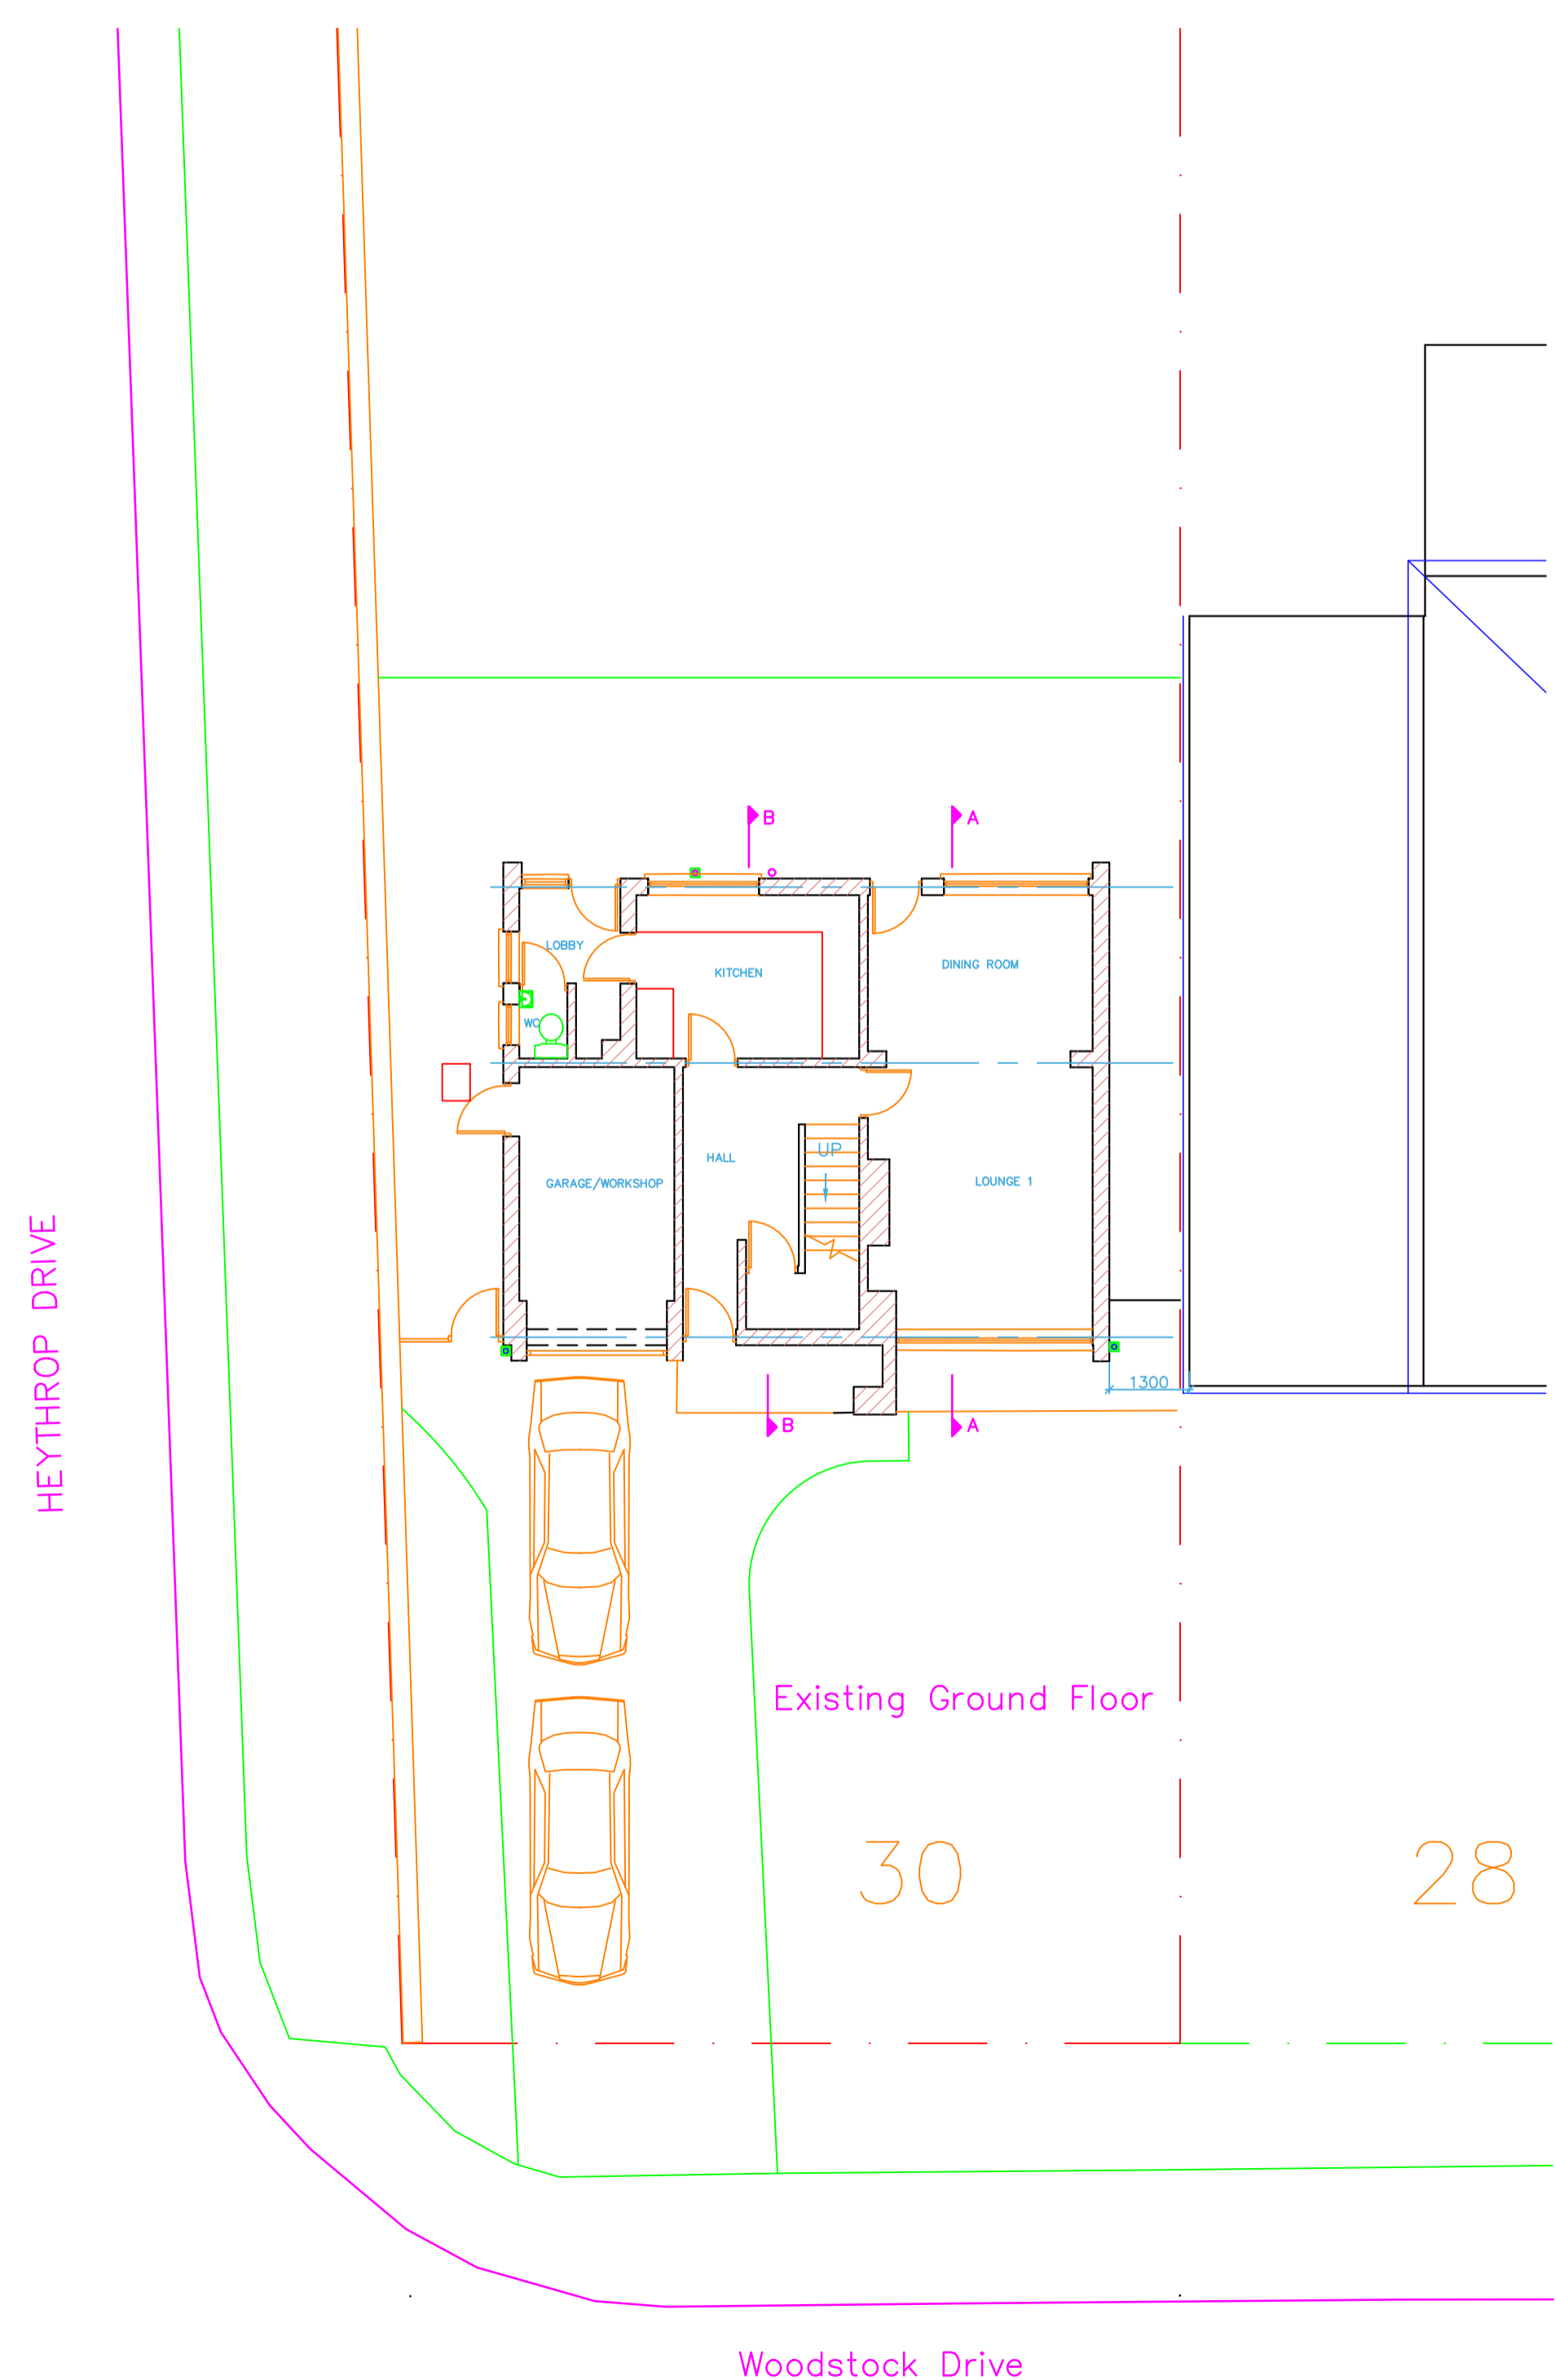 B
A
LOBBY
KITCHEN
DINING ROOM
WC
UP
HALL
GARAGE/WORKSHOP
LOUNGE 1
HEYTHROP DRIVE
1300
B
A
Existing Ground Floor
30
28
Woodstock Drive